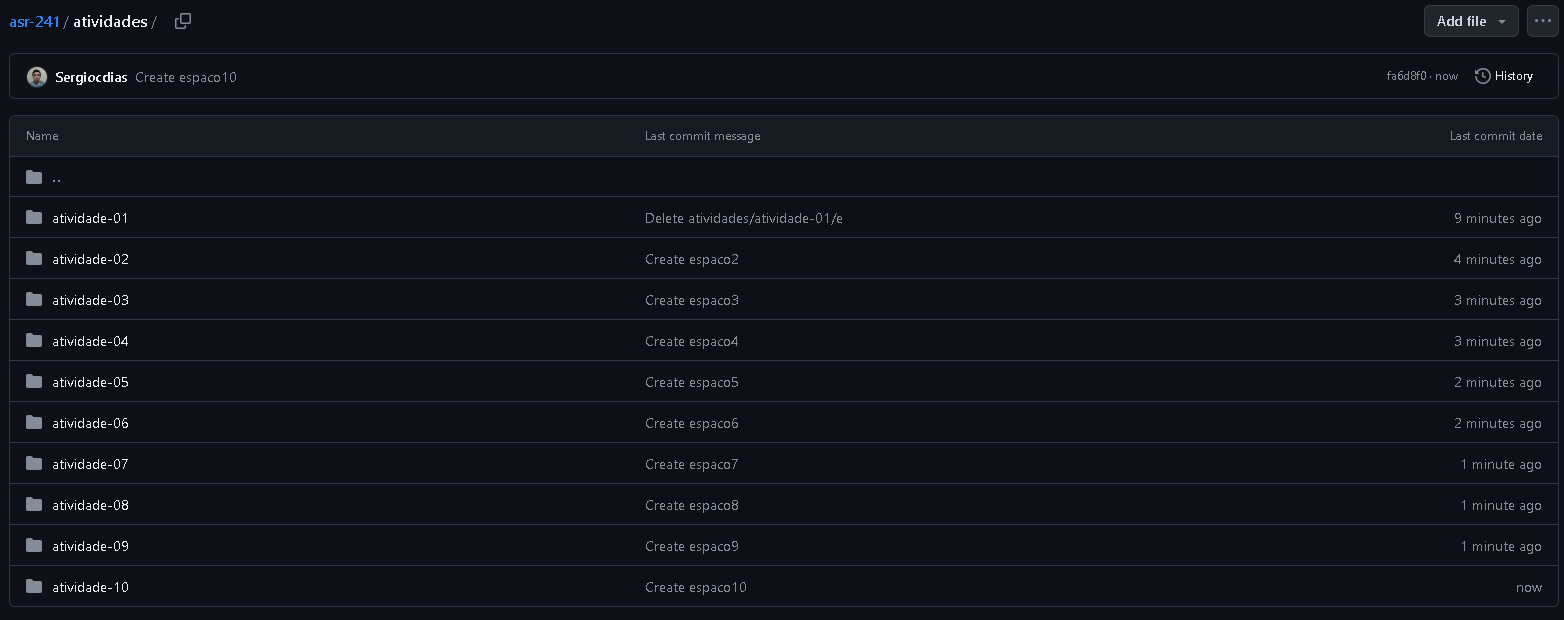 asr-241 / atividades /
Add file
Sergiocdias Create espaco10
fa6d8f0 · now History
Name Last commit message Last commit date
..
atividade-01 Delete atividades/atividade-01/e 9 minutes ago
atividade-02 Create espaco2 4 minutes ago
atividade-03 Create espaco3 3 minutes ago
atividade-04 Create espaco4 3 minutes ago
atividade-05 Create espaco5 2 minutes ago
atividade-06 Create espaco6 2 minutes ago
atividade-07 Create espaco7 1 minute ago
atividade-08 Create espaco8 1 minute ago
atividade-09 Create espaco9 1 minute ago
atividade-10 Create espaco10 now